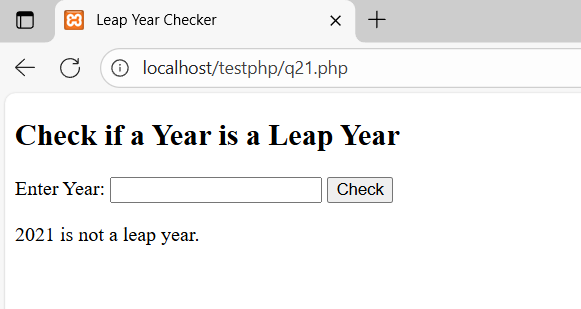 Leap Year Checker
localhost/testphp/q21.php
Check if a Year is a Leap Year
Enter Year: Check
2021 is not a leap year.